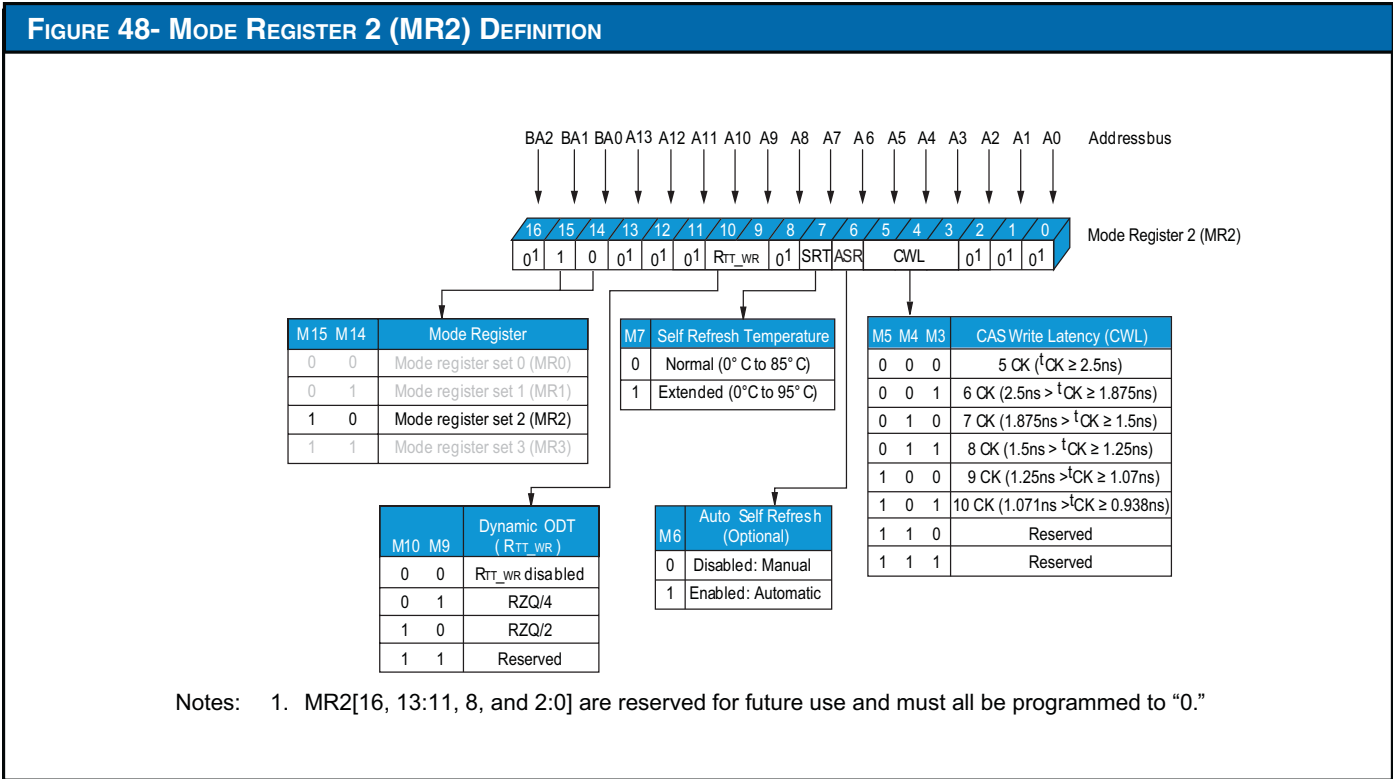 FIGURE 48- MODE REGISTER 2 (MR2) DEFINITION
BA2 BA1 BA0 A13 A12 A11 A10 A9 A8 A7 A6 A5 A4 A3 A2 A1 A0 Addressbus
16 15 14 13 12 11 10 9 8 7 6 5 4 3 2 1 0
Mode Register 2 (MR2)
0¹ 1 0 0¹ 0¹ 0¹ RTT_WR 0¹ SRT ASR CWL 0¹ 0¹ 0¹
M15 M14 Mode Register
0 0 Mode register set 0 (MR0)
0 1 Mode register set 1 (MR1)
1 0 Mode register set 2 (MR2)
1 1 Mode register set 3 (MR3)
M7 Self Refresh Temperature
0 Normal (0° C to 85° C)
1 Extended (0°C to 95° C)
M5 M4 M3 CAS Write Latency (CWL)
0 0 0 5 CK (ᵗCK ≥ 2.5ns)
0 0 1 6 CK (2.5ns > ᵗCK ≥ 1.875ns)
0 1 0 7 CK (1.875ns > ᵗCK ≥ 1.5ns)
0 1 1 8 CK (1.5ns > ᵗCK ≥ 1.25ns)
1 0 0 9 CK (1.25ns >ᵗCK ≥ 1.07ns)
1 0 1 10 CK (1.071ns >ᵗCK ≥ 0.938ns)
1 1 0 Reserved
1 1 1 Reserved
M10 M9 Dynamic ODT
(RTT_WR)
0 0 RTT_WR disabled
0 1 RZQ/4
1 0 RZQ/2
1 1 Reserved
M6 Auto Self Refresh
(Optional)
0 Disabled: Manual
1 Enabled: Automatic
Notes: 1. MR2[16, 13:11, 8, and 2:0] are reserved for future use and must all be programmed to “0.”